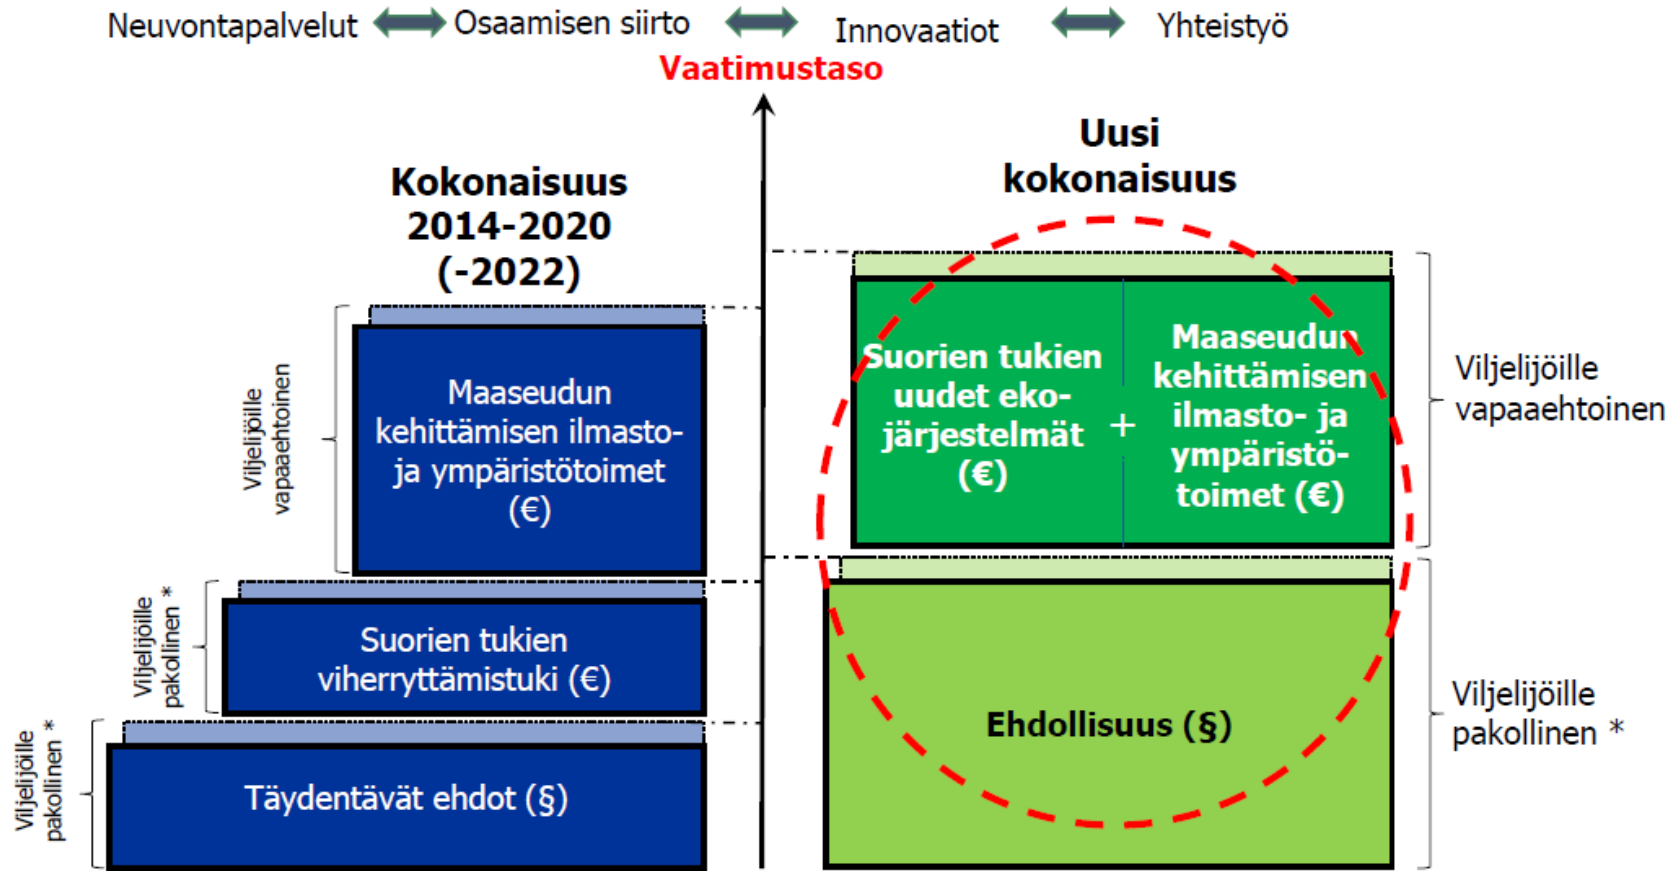 Neuvontapalvelut Osaamisen siirto Innovaatiot Yhteistyö
Vaatimustaso
Kokonaisuus
2014-2020
(-2022)
Viljelijöille
vapaaehtoinen
Maaseudun
kehittämisen ilmasto-
ja ympäristötoimet
(€)
Viljelijöille
pakollinen *
Suorien tukien
viherryttämistuki (€)
Viljelijöille
pakollinen *
Täydentävät ehdot (§)
Uusi
kokonaisuus
Suorien tukien
uudet eko-
järjestelmät
(€)
+
Maaseudun
kehittämisen
ilmasto- ja
ympäristö-
toimet (€)
Viljelijöille
vapaaehtoinen
Ehdollisuus (§)
Viljelijöille
pakollinen *